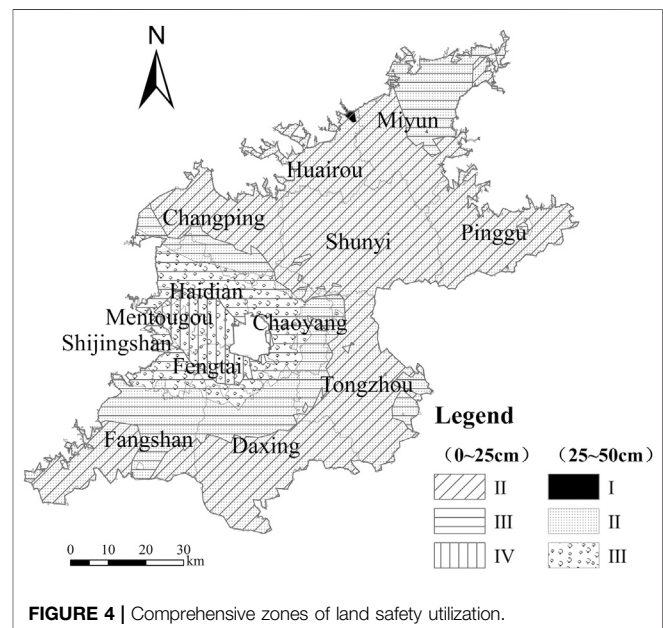 N
Miyun
Huairou
Changping
Shunyi
Pinggu
Haidian
Mentougou
Chaoyang
Shijingshan
Fengtai
Tongzhou
Fangshan
Daxing
Legend
(0~25cm) (25~50cm)
II I
III II
IV III
0 5 10 20 30
km
FIGURE 4 | Comprehensive zones of land safety utilization.